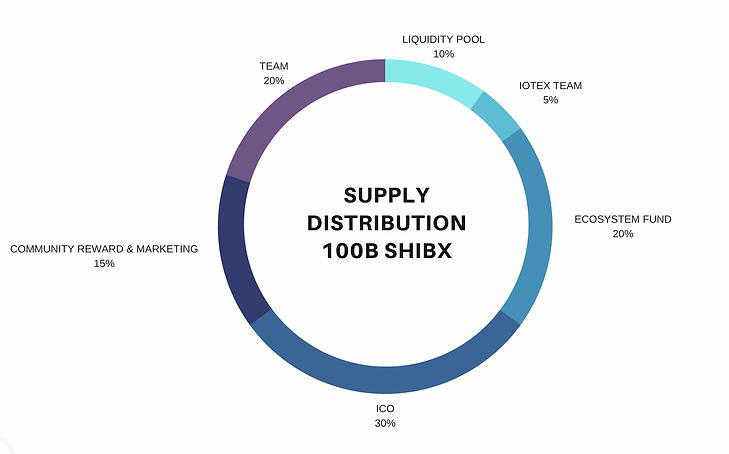 LIQUIDITY POOL
10%
TEAM
20%
IOTEX TEAM
5%
SUPPLY
DISTRIBUTION
100B SHIBX
ECOSYSTEM FUND
20%
COMMUNITY REWARD & MARKETING
15%
ICO
30%